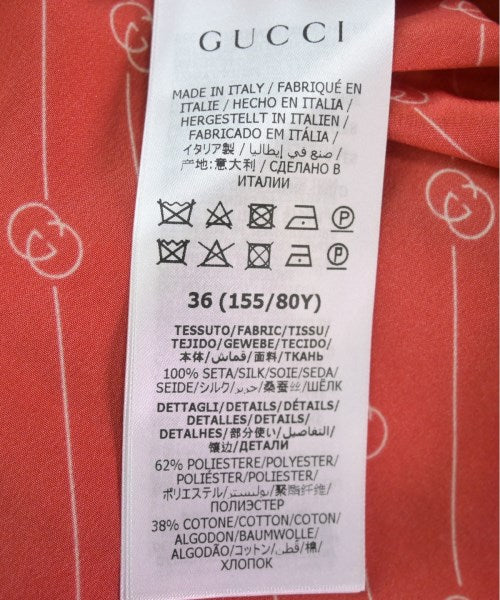 GUCCI
MADE IN ITALY / FABRIQUÉ EN
ITALIE / HECHO EN ITALIA /
HERGESTELLT IN ITALIEN /
FABRICADO EM ITÁLIA /
イタリア製 / صنع في إيطاليا /
产地:意大利 / СДЕЛАНО В
ИТАЛИИ
P
P
36 (155/80Y)
TESSUTO/FABRIC/TISSU/
TEJIDO/GEWEBE/TECIDO/
本体/قماش/面料/ТКАНЬ
100% SETA/SILK/SOIE/SEDA/
SEIDE/シルク/حرير/桑蚕丝/ШЁЛК
DETTAGLI/DETAILS/DÉTAILS/
DETALLES/DETAILS/
DETALHES/部分使い/التفاصيل/
镶边/ДЕТАЛИ
62% POLIESTERE/POLYESTER/
POLIÉSTER/POLYESTER/
ポリエステル/بوليستر/聚酯纤维/
ПОЛИЭСТЕР
38% COTONE/COTTON/COTON/
ALGODON/BAUMWOLLE/
ALGODÃO/コットン/قطن/棉/
ХЛОПОК